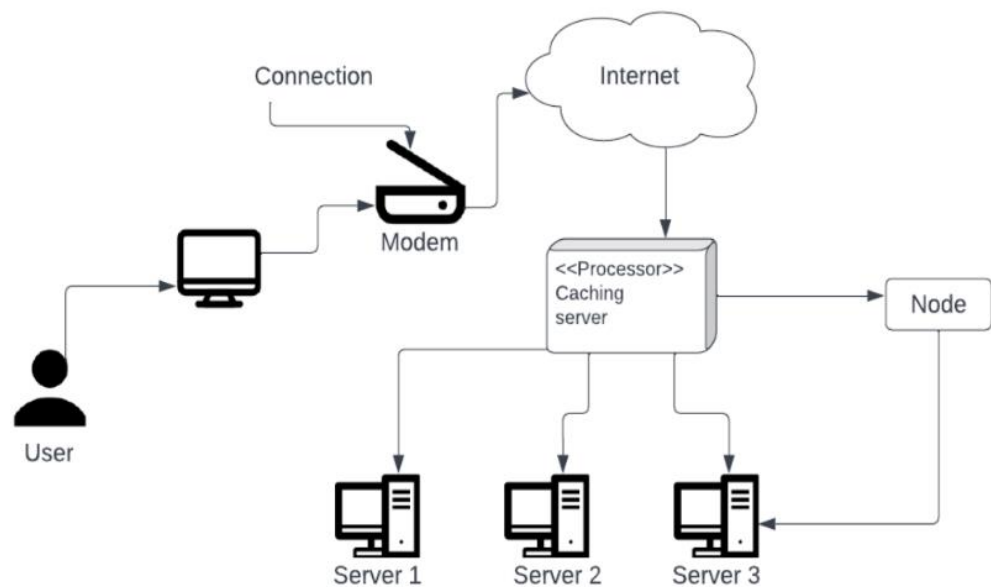 Connection
Internet
Modem
<<Processor>>
Caching
server
Node
User
Server 1
Server 2
Server 3